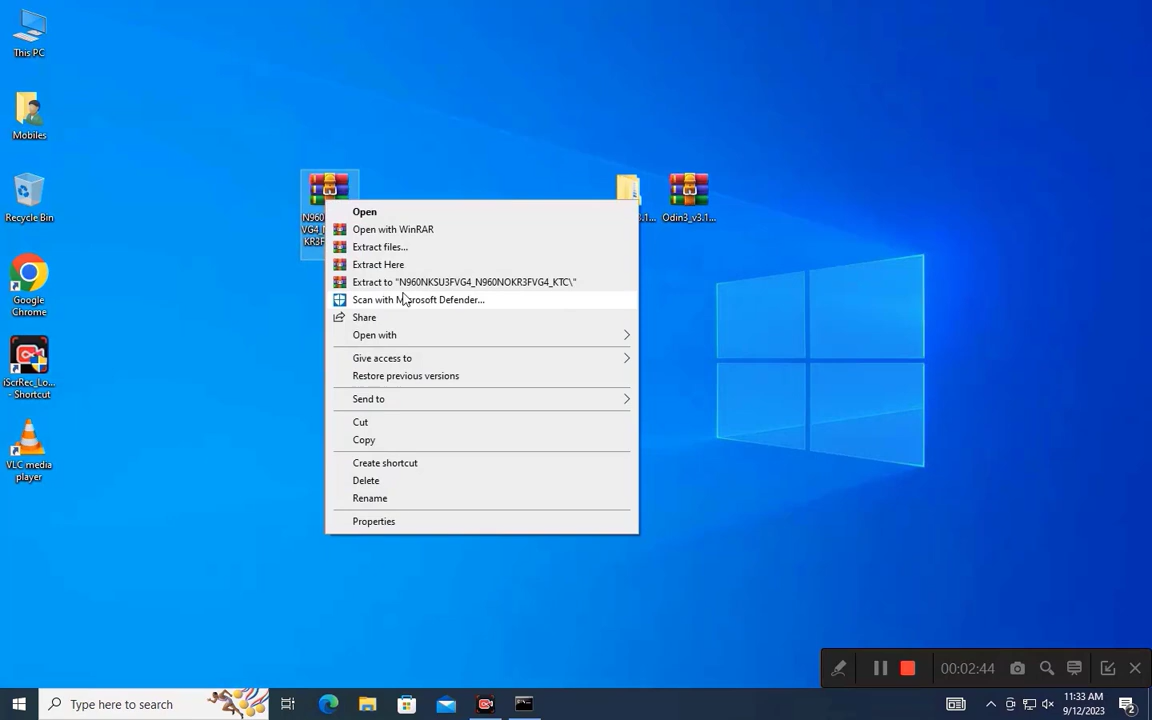 This PC
Mobiles
Recycle Bin
Google
Chrome
iScrRec_Lo...
- Shortcut
VLC media
player
Odin3_v3.1...
Open
Open with WinRAR
Extract files...
Extract Here
Extract to "N960NKSU3FVG4_N960NOKR3FVG4_KTC\"
Scan with Microsoft Defender...
Share
Open with
Give access to
Restore previous versions
Send to
Cut
Copy
Create shortcut
Delete
Rename
Properties
00:02:44
Type here to search
11:33 AM
9/12/2023
2